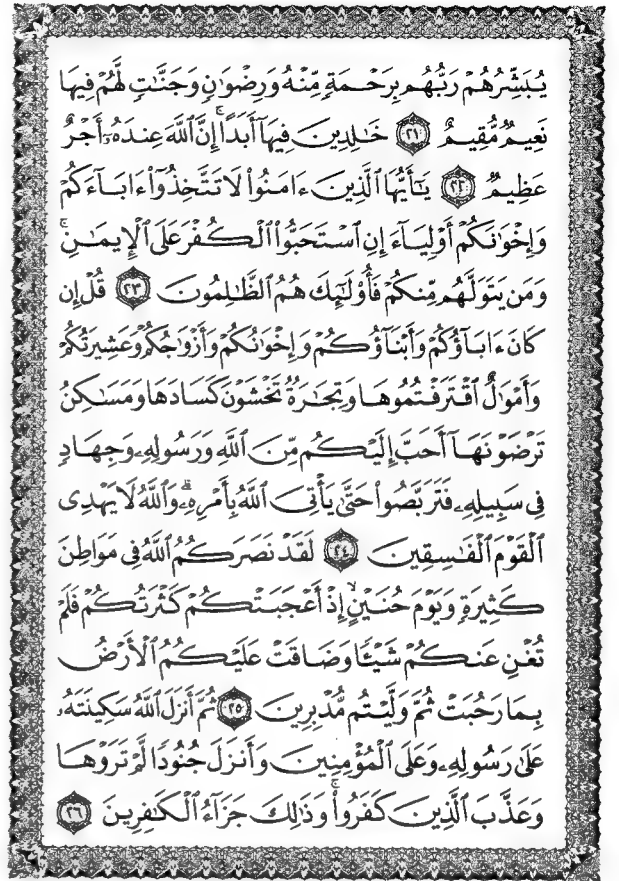 يُبَشِّرُهُمْ رَبُّهُم بِرَحْمَةٍ مِّنْهُ وَرِضْوَٰنٍ وَجَنَّٰتٍ لَّهُمْ فِيهَا
نَعِيمٌ مُّقِيمٌ ٢١ خَٰلِدِينَ فِيهَآ أَبَدًا ۚ إِنَّ ٱللَّهَ عِندَهُۥٓ أَجْرٌ
عَظِيمٌ ٢٢ يَٰٓأَيُّهَا ٱلَّذِينَ ءَامَنُوا۟ لَا تَتَّخِذُوٓا۟ ءَابَآءَكُمْ
وَإِخْوَٰنَكُمْ أَوْلِيَآءَ إِنِ ٱسْتَحَبُّوا۟ ٱلْكُفْرَ عَلَى ٱلْإِيمَٰنِ ۚ
وَمَن يَتَوَلَّهُم مِّنكُمْ فَأُو۟لَٰٓئِكَ هُمُ ٱلظَّٰلِمُونَ ٢٣ قُلْ إِن
كَانَ ءَابَآؤُكُمْ وَأَبْنَآؤُكُمْ وَإِخْوَٰنُكُمْ وَأَزْوَٰجُكُمْ وَعَشِيرَتُكُمْ
وَأَمْوَٰلٌ ٱقْتَرَفْتُمُوهَا وَتِجَٰرَةٌ تَخْشَوْنَ كَسَادَهَا وَمَسَٰكِنُ
تَرْضَوْنَهَآ أَحَبَّ إِلَيْكُم مِّنَ ٱللَّهِ وَرَسُولِهِۦ وَجِهَادٍ
فِى سَبِيلِهِۦ فَتَرَبَّصُوا۟ حَتَّىٰ يَأْتِىَ ٱللَّهُ بِأَمْرِهِۦ ۗ وَٱللَّهُ لَا يَهْدِى
ٱلْقَوْمَ ٱلْفَٰسِقِينَ ٢٤ لَقَدْ نَصَرَكُمُ ٱللَّهُ فِى مَوَاطِنَ
كَثِيرَةٍ وَيَوْمَ حُنَيْنٍ ۙ إِذْ أَعْجَبَتْكُمْ كَثْرَتُكُمْ فَلَمْ
تُغْنِ عَنكُمْ شَيْـًٔا وَضَاقَتْ عَلَيْكُمُ ٱلْأَرْضُ
بِمَا رَحُبَتْ ثُمَّ وَلَّيْتُم مُّدْبِرِينَ ٢٥ ثُمَّ أَنزَلَ ٱللَّهُ سَكِينَتَهُۥ
عَلَىٰ رَسُولِهِۦ وَعَلَى ٱلْمُؤْمِنِينَ وَأَنزَلَ جُنُودًا لَّمْ تَرَوْهَا
وَعَذَّبَ ٱلَّذِينَ كَفَرُوا۟ ۚ وَذَٰلِكَ جَزَآءُ ٱلْكَٰفِرِينَ ٢٦